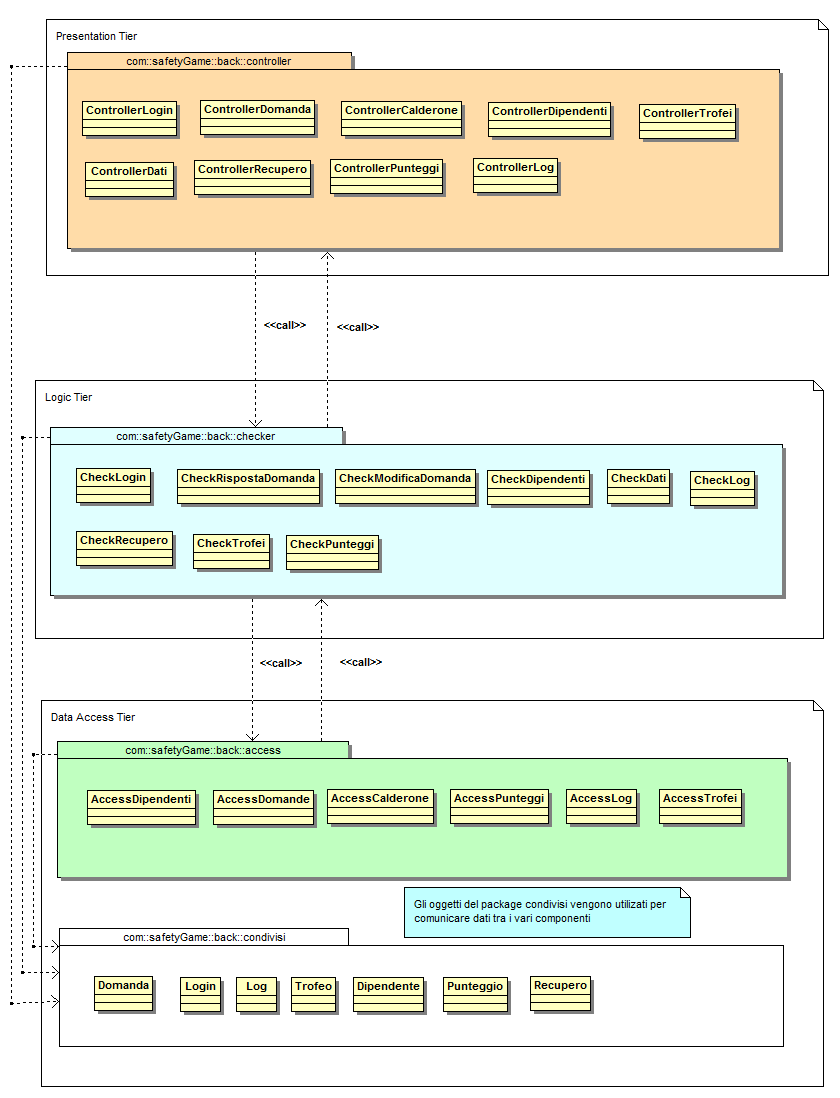 Presentation Tier
com::safetyGame::back::controller
ControllerLogin
ControllerDomanda
ControllerCalderone
ControllerDipendenti
ControllerTrofei
ControllerDati
ControllerRecupero
ControllerPunteggi
ControllerLog
<<call>>
<<call>>
Logic Tier
com::safetyGame::back::checker
CheckLogin
CheckRispostaDomanda
CheckModificaDomanda
CheckDipendenti
CheckDati
CheckLog
CheckRecupero
CheckTrofei
CheckPunteggi
<<call>>
<<call>>
Data Access Tier
com::safetyGame::back::access
AccessDipendenti
AccessDomande
AccessCalderone
AccessPunteggi
AccessLog
AccessTrofei
Gli oggetti del package condivisi vengono utilizati per
comunicare dati tra i vari componenti
com::safetyGame::back::condivisi
Domanda
Login
Log
Trofeo
Dipendente
Punteggio
Recupero